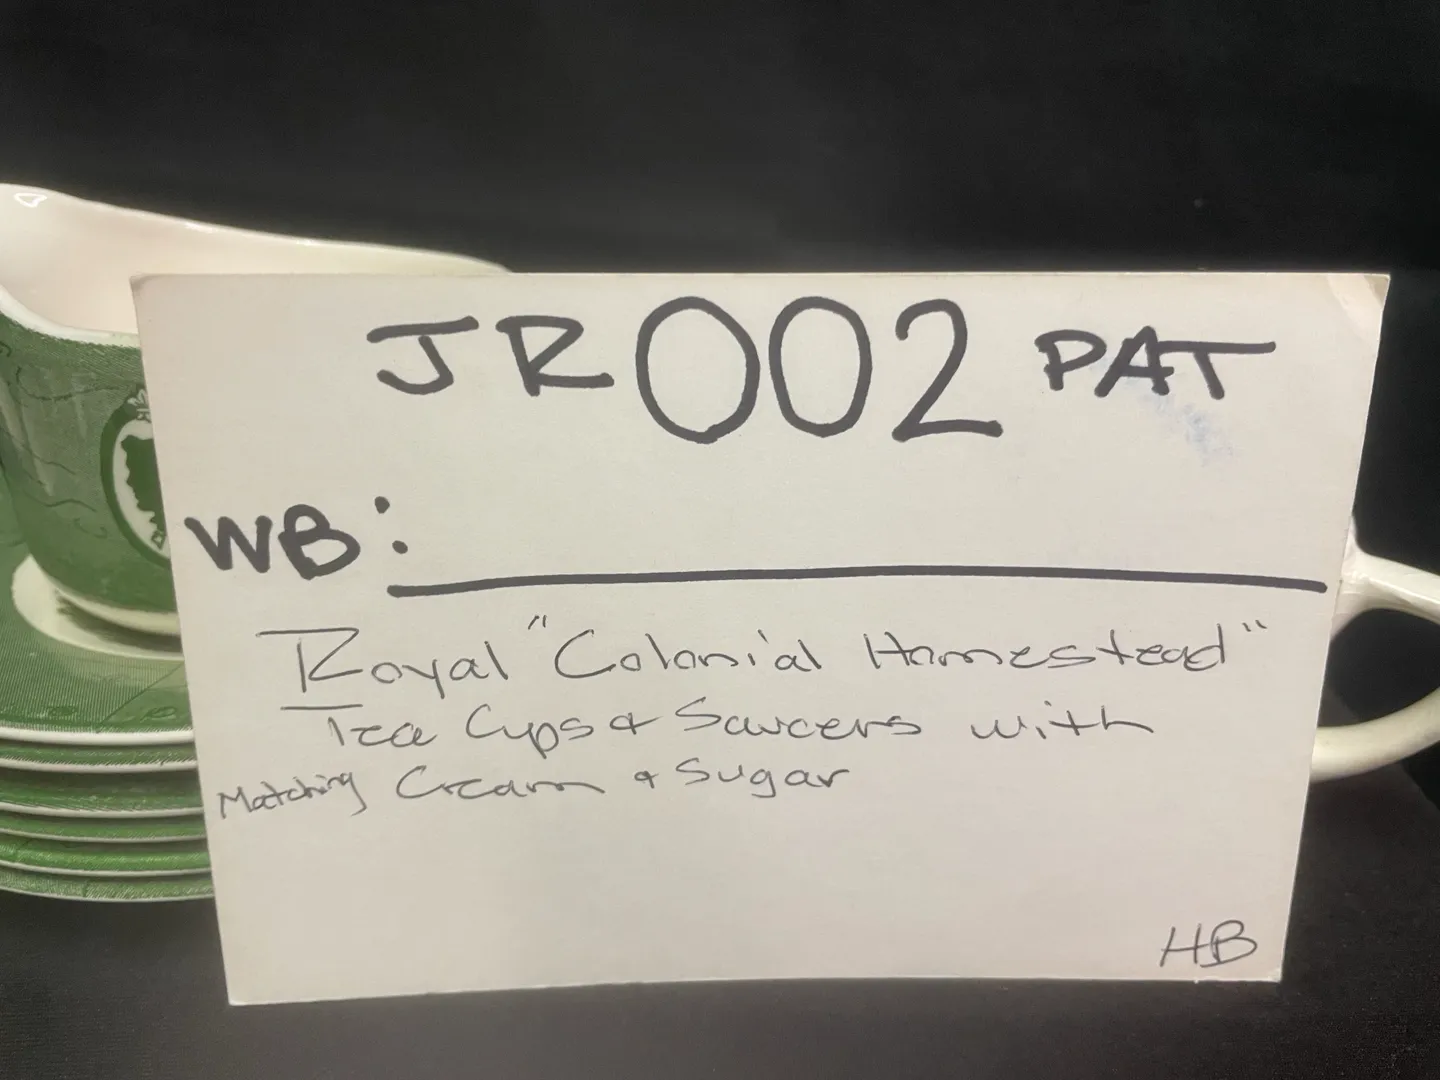 JR002 PAT
WB:
Royal "Colonial Homestead"
Tea Cups & Saucers with
Matching Cream & Sugar
HB